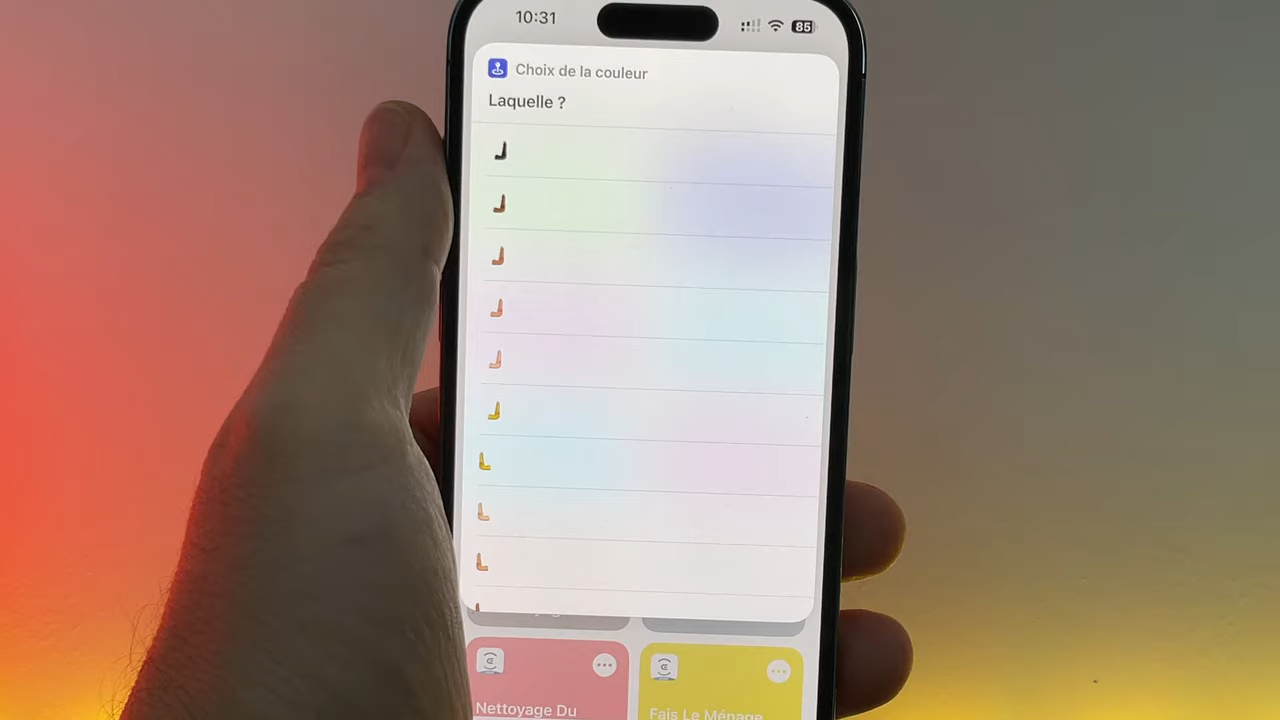 10:31
85
Choix de la couleur
Laquelle ?
Nettoyage Du
Fais Le Ménage